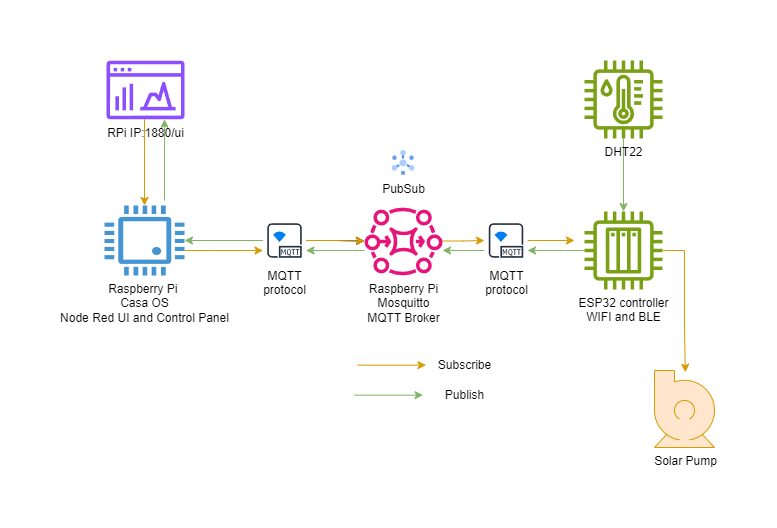 RPi IP:1880/ui
DHT22
PubSub
MQTT
MQTT
MQTT
protocol
MQTT
protocol
Raspberry Pi
Casa OS
Node Red UI and Control Panel
Raspberry Pi
Mosquitto
MQTT Broker
ESP32 controller
WIFI and BLE
Subscribe
Publish
Solar Pump